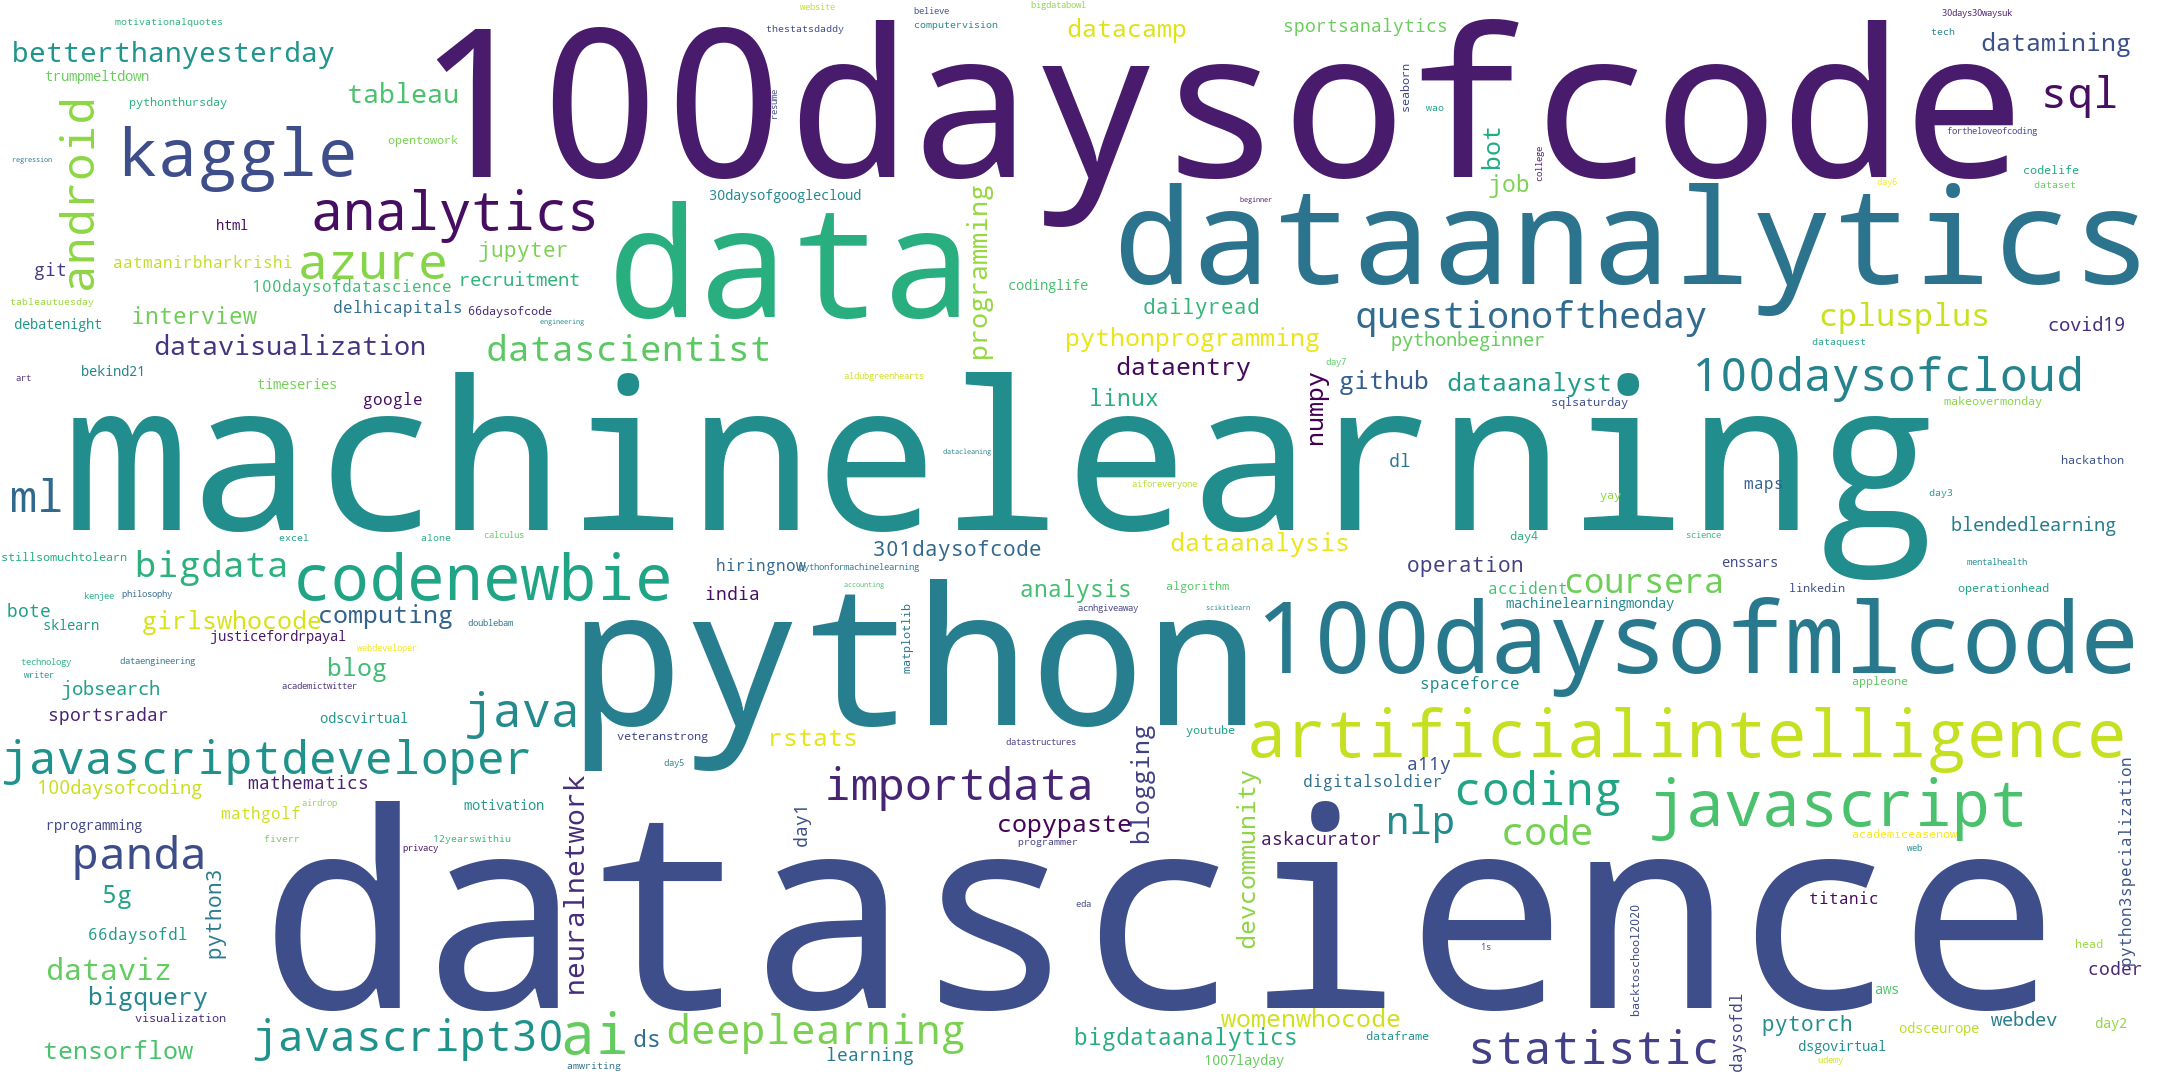 motivationalquotes
website
believe
bigdatabowl
30days30waysuk
thestatsdaddy
computervision
datacamp
sportsanalytics
tech
datamining
betterthanyesterday
100daysofcode
trumpmeltdown
tableau
pythonthursday
resume
seaborn
wao
sql
android
kaggle
opentowork
bot
college
fortheloveofcoding
regression
codelife
job
day6
dataset
analytics
30daysofgooglecloud
programming
beginner
dataanalytics
html
data
git
aatmanirbharkrishi
azure
jupyter
recruitment
100daysofdatascience
codinglife
tableautuesday
delhicapitals
66daysofcode
dailyread
questionoftheday
cplusplus
debatenight
interview
engineering
covid19
datavisualization
datascientist
pythonprogramming
pythonbeginner
dataquest
art
bekind21
timeseries
aldubgreenhearts
dataentry
day7
numpy
github
dataanalyst
100daysofcloud
google
linux
sqlsaturday
makeovermonday
machinelearning
datacleaning
dl
hackathon
ml
aiforeveryone
maps
yay
day3
blendedlearning
excel
alone
calculus
day4
science
stillsomuchtolearn
bigdata
301daysofcode
dataanalysis
hiringnow
pythonformachinelearning
operation
enssars
mentalhealth
codenewbie
accounting
analysis
algorithm
accident
coursera
linkedin
operationhead
kenjee
philosophy
india
bote
acnhgiveaway
scikitlearn
machinelearningmonday
sklearn
girlswhocode
computing
doublebam
justicefordrpayal
matplotlib
python
100daysofmlcode
webdeveloper
technology
dataengineering
writer
blog
jobsearch
academictwitter
spaceforce
appleone
sportsradar
odscvirtual
java
veteranstrong
rstats
datastructures
blogging
youtube
artificialintelligence
javascriptdeveloper
day5
a11y
100daysofcoding
mathematics
importdata
devcommunity
digitalsoldier
coding
javascript
python3specialization
mathgolf
airdrop
motivation
neuralnetwork
day1
rprogramming
copypaste
nlp
code
academiceasenow
fiverr
12yearswithiu
privacy
programmer
askacurator
web
panda
datascience
5g
python3
eda
titanic
66daysofdl
backtoschool2020
1s
head
dataviz
coder
bigquery
aws
visualization
womenwhocode
daysofdl
pytorch
odsceurope
webdev
day2
javascript30
ai
ds
deeplearning
bigdataanalytics
dataframe
statistic
dsgovirtual
tensorflow
learning
1007layday
udemy
amwriting